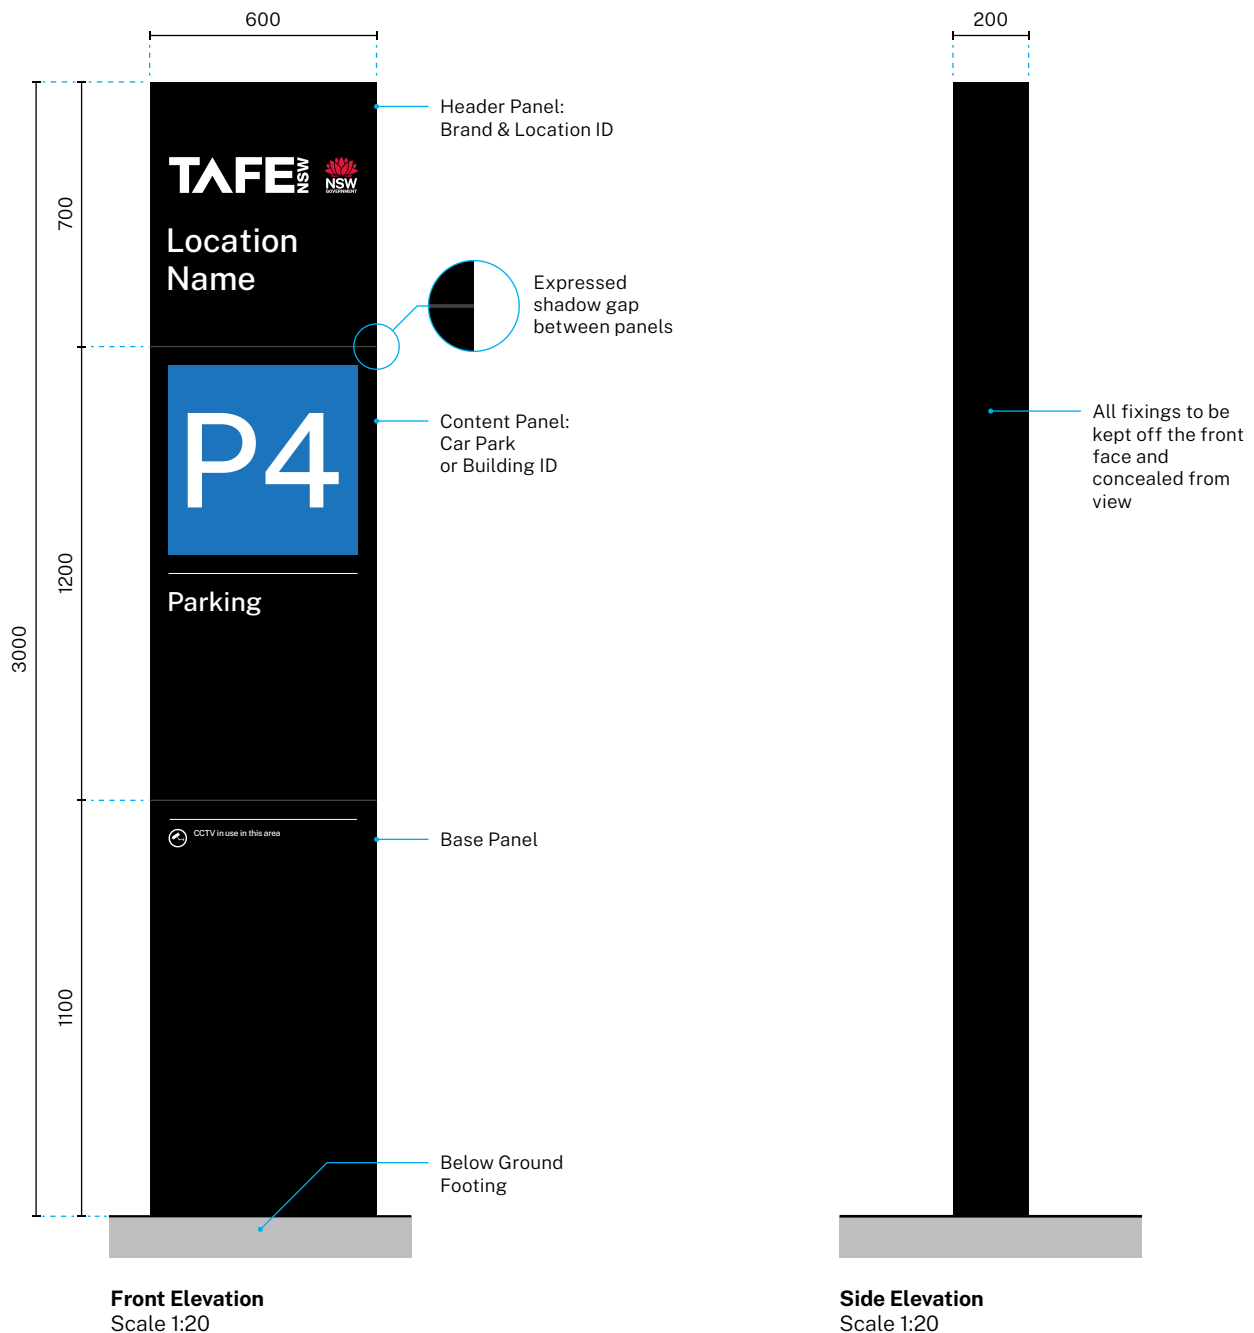 600
200
Header Panel:
Brand & Location ID
TAFE NSW
NSW
GOVERNMENT
700
Location
Name
Expressed
shadow gap
between panels
P4
Content Panel:
Car Park
or Building ID
All fixings to be
kept off the front
face and
concealed from
view
1200
Parking
3000
CCTV in use in this area
Base Panel
1100
Below Ground
Footing
Front Elevation
Scale 1:20
Side Elevation
Scale 1:20